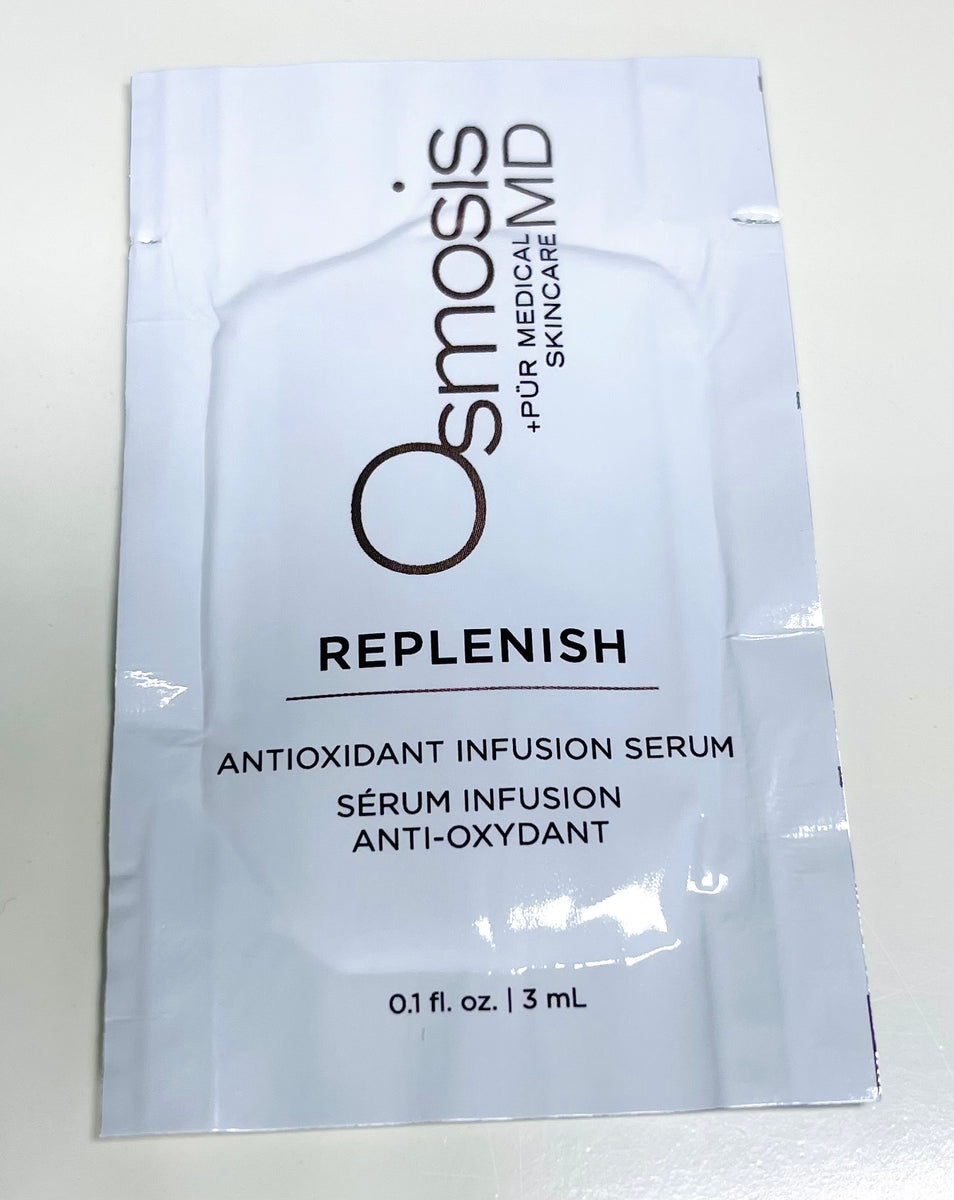 Osmosis
+PÜR MEDICAL
SKINCARE
MD
REPLENISH
ANTIOXIDANT INFUSION SERUM
SÉRUM INFUSION
ANTI-OXYDANT
0.1 fl. oz. | 3 mL